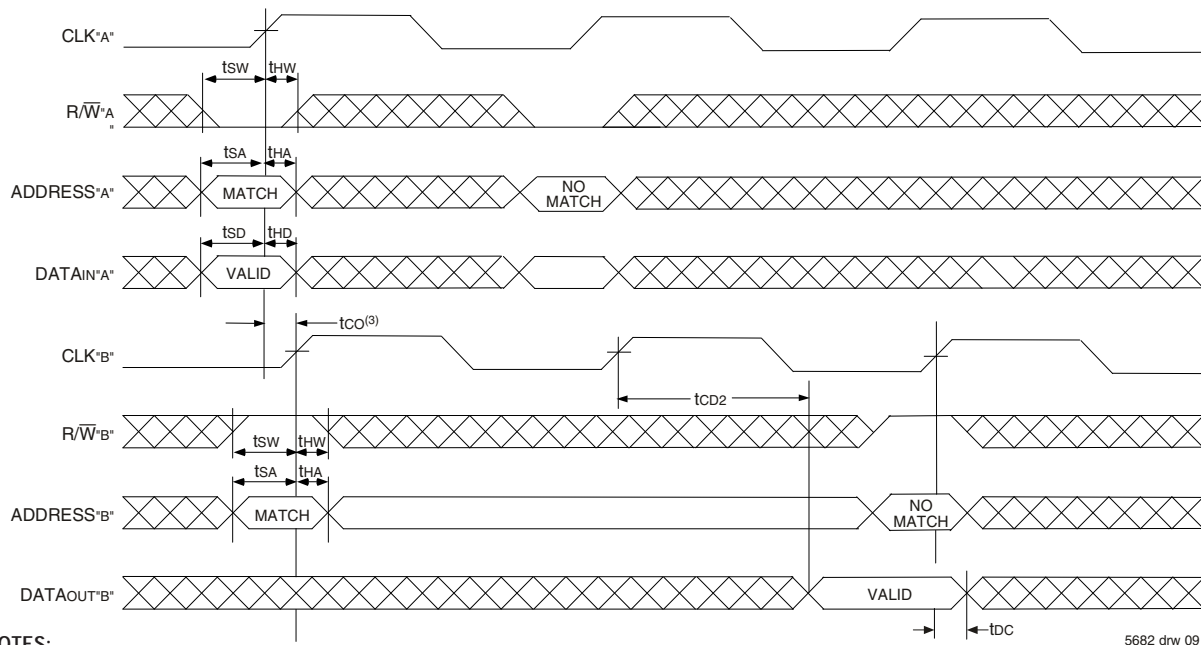 CLK"A"
tSW tHW
R/W"A
"
tSA tHA
ADDRESS"A" MATCH NO MATCH
tSD tHD
DATAIN"A" VALID
tCO(3)
CLK"B"
tCD2
R/W"B"
tSW tHW
tSA tHA
ADDRESS"B" MATCH NO MATCH
DATAOUT"B" VALID
tDC
OTES:
5682 drw 09